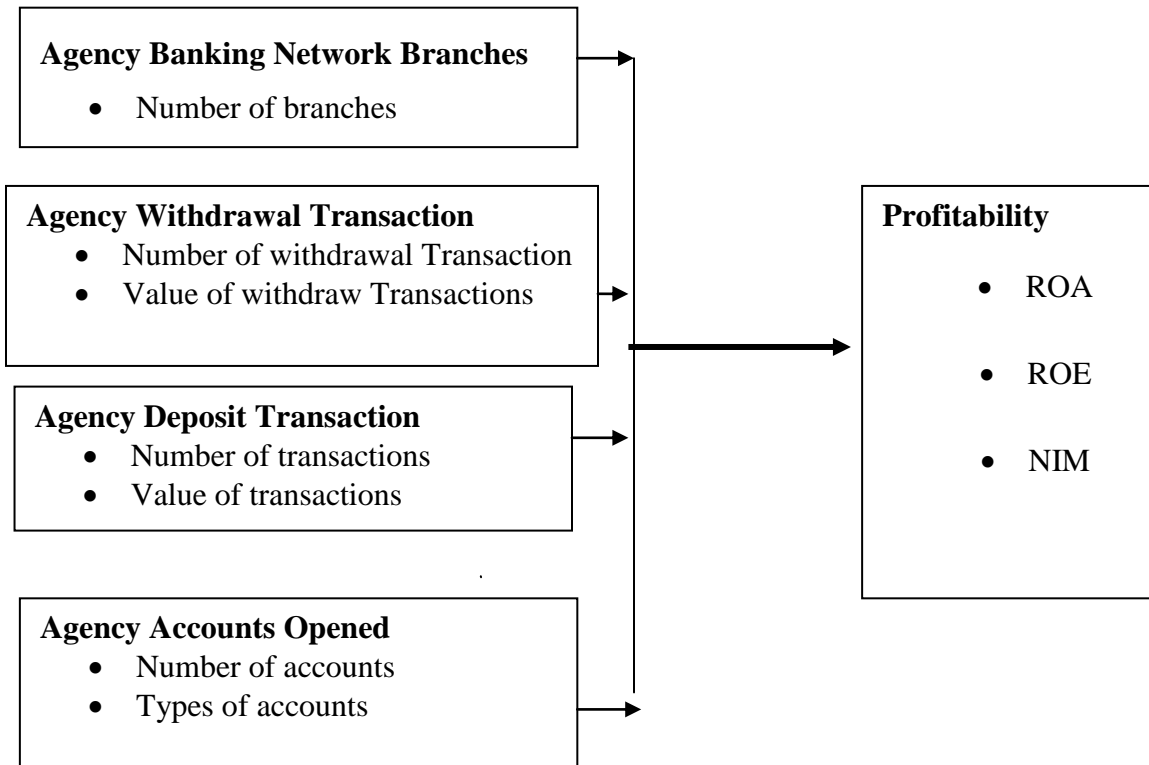 Agency Banking Network Branches
• Number of branches
Agency Withdrawal Transaction
• Number of withdrawal Transaction
• Value of withdraw Transactions
Agency Deposit Transaction
• Number of transactions
• Value of transactions
Agency Accounts Opened
• Number of accounts
• Types of accounts
Profitability
• ROA
• ROE
• NIM